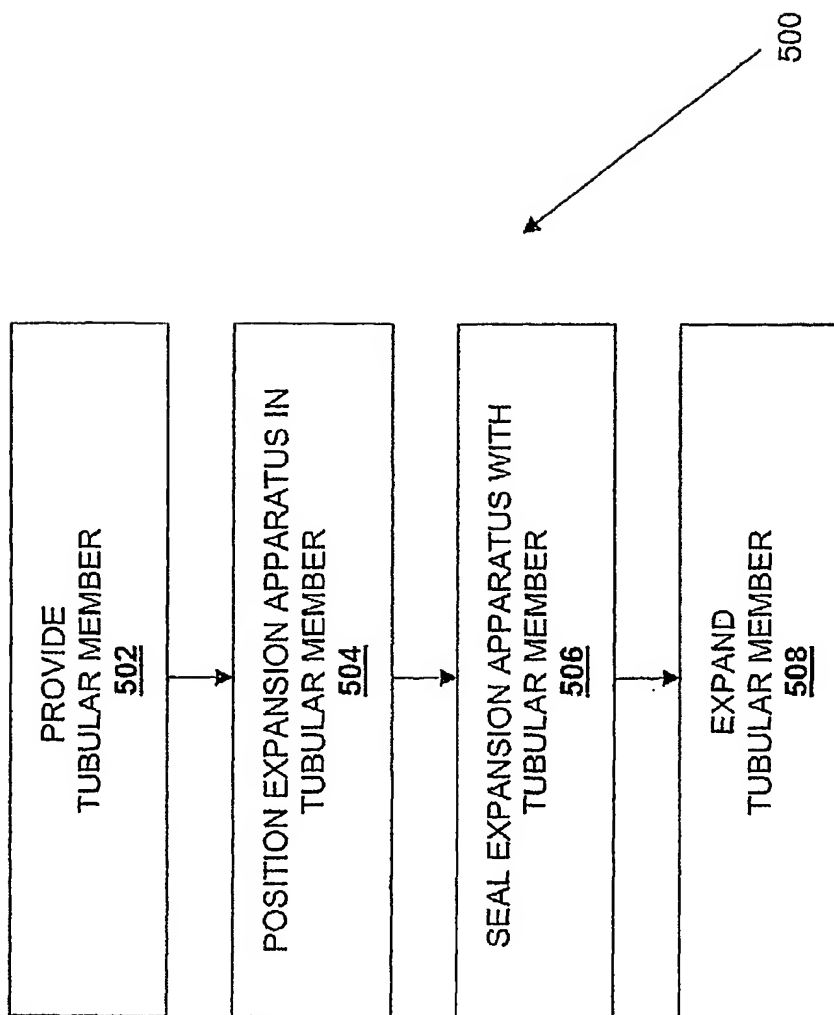 PROVIDE
TUBULAR MEMBER
502
POSITION EXPANSION APPARATUS IN
TUBULAR MEMBER
504
SEAL EXPANSION APPARATUS WITH
TUBULAR MEMBER
506
EXPAND
TUBULAR MEMBER
508
500